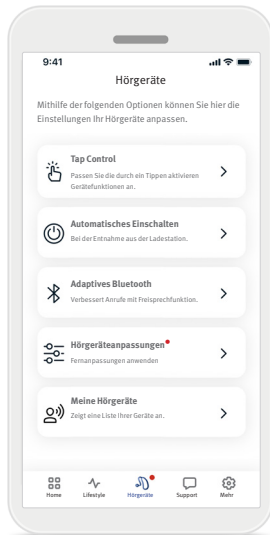 9:41
Hörgeräte
Mithilfe der folgenden Optionen können Sie hier die
Einstellungen Ihr Hörgeräte anpassen.
Tap Control
Passen Sie die durch ein Tippen aktivieren
Gerätefunktionen an.
Automatisches Einschalten
Bei der Entnahme aus der Ladestation.
Adaptives Bluetooth
Verbessert Anrufe mit Freisprechfunktion.
Hörgeräteanpassungen
Fernanpassungen anwenden
Meine Hörgeräte
Zeigt eine Liste Ihrer Geräte an.
Home Lifestyle Hörgeräte Support Mehr